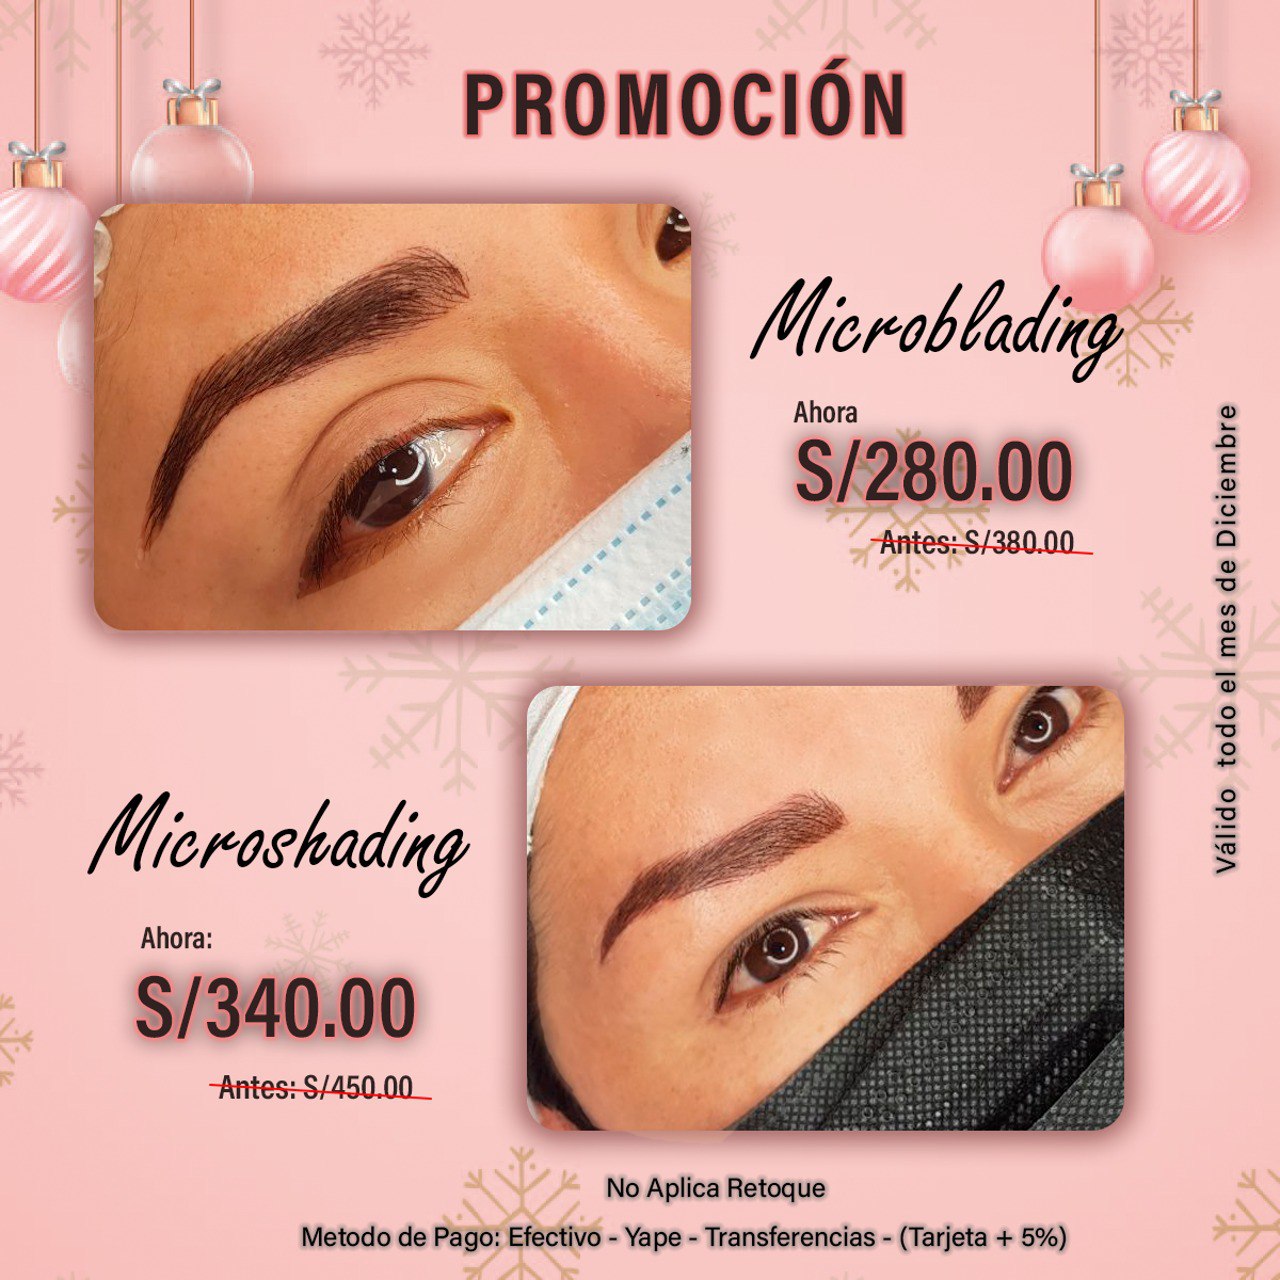 PROMOCIÓN
Microblading
Ahora
S/280.00
Antes: S/380.00
Válido todo el mes de Diciembre
Microshading
Ahora:
S/340.00
Antes: S/450.00
No Aplica Retoque
Metodo de Pago: Efectivo - Yape - Transferencias - (Tarjeta + 5%)